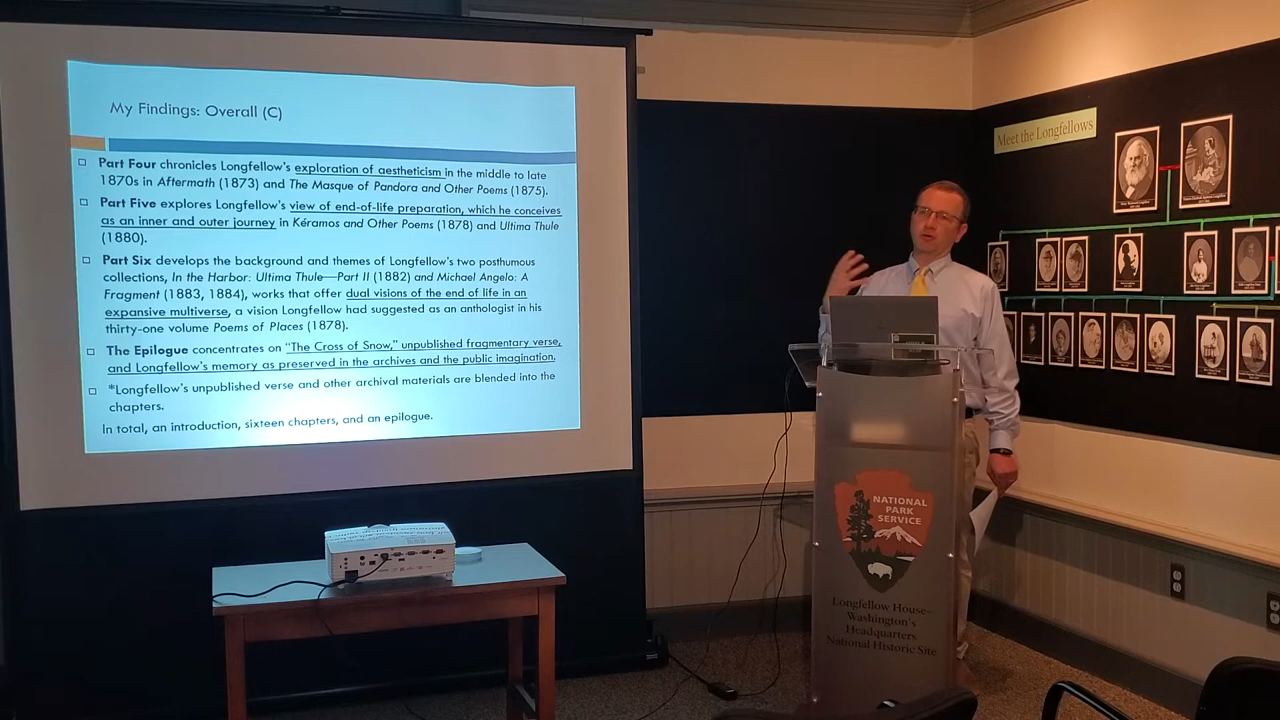 My Findings: Overall (C)
Part Four chronicles Longfellow's exploration of aestheticism in the middle to late
1870s in Aftermath (1873) and The Masque of Pandora and Other Poems (1875).
Part Five explores Longfellow's view of end-of-life preparation, which he conceives
as an inner and outer journey in Kéramos and Other Poems (1878) and Ultima Thule
(1880).
Part Six develops the background and themes of Longfellow's two posthumous
collections, In the Harbor: Ultima Thule—Part II (1882) and Michael Angelo: A
Fragment (1883, 1884), works that offer dual visions of the end of life in an
expansive multiverse, a vision Longfellow had suggested as an anthologist in his
thirty-one volume Poems of Places (1878).
The Epilogue concentrates on "The Cross of Snow," unpublished fragmentary verse,
and Longfellow's memory as preserved in the archives and the public imagination.
*Longfellow's unpublished verse and other archival materials are blended into the
chapters.
In total, an introduction, sixteen chapters, and an epilogue.
Meet the Longfellows
NATIONAL
PARK
SERVICE
Longfellow House–
Washington's
Headquarters
National Historic Site